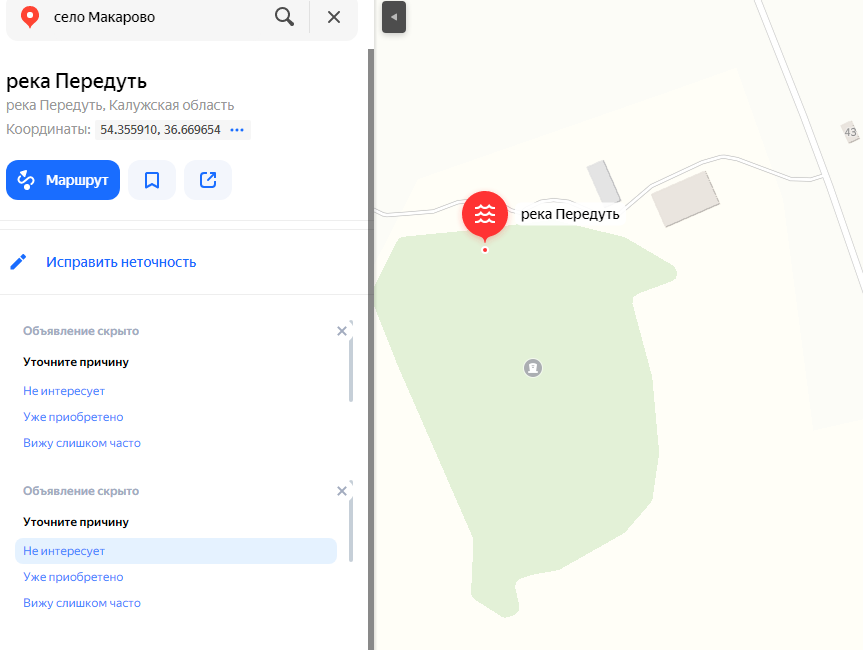 село Макарово
река Передуть
река Передуть, Калужская область
Координаты: 54.355910, 36.669654 •••
Маршрут
Исправить неточность
Объявление скрыто
Уточните причину
Не интересует
Уже приобретено
Вижу слишком часто
Объявление скрыто
Уточните причину
Не интересует
Уже приобретено
Вижу слишком часто
река Передуть
43